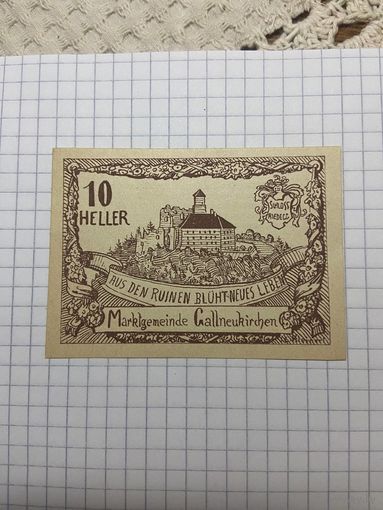 10
HELLER
SCHLOSS
RIEDEGG
AUS DEN RUINEN BLÜHT NEUES LEBEN
Marktgemeinde Gallneukirchen